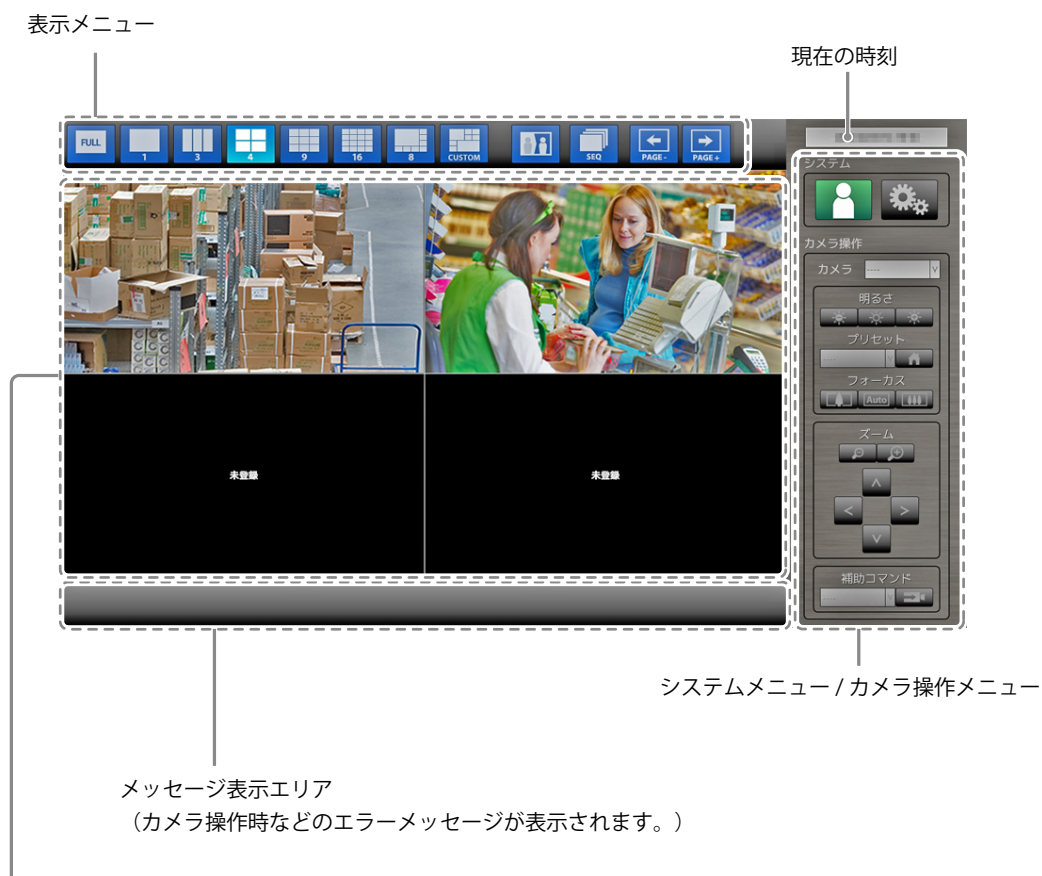 表示メニュー
現在の時刻
FULL
1
3
4
9
16
8
CUSTOM
SEQ
PAGE -
PAGE +
システム
カメラ操作
カメラ
----
明るさ
プリセット
----
フォーカス
Auto
ズーム
補助コマンド
----
未登録
未登録
システムメニュー / カメラ操作メニュー
メッセージ表示エリア
（カメラ操作時などのエラーメッセージが表示されます。）